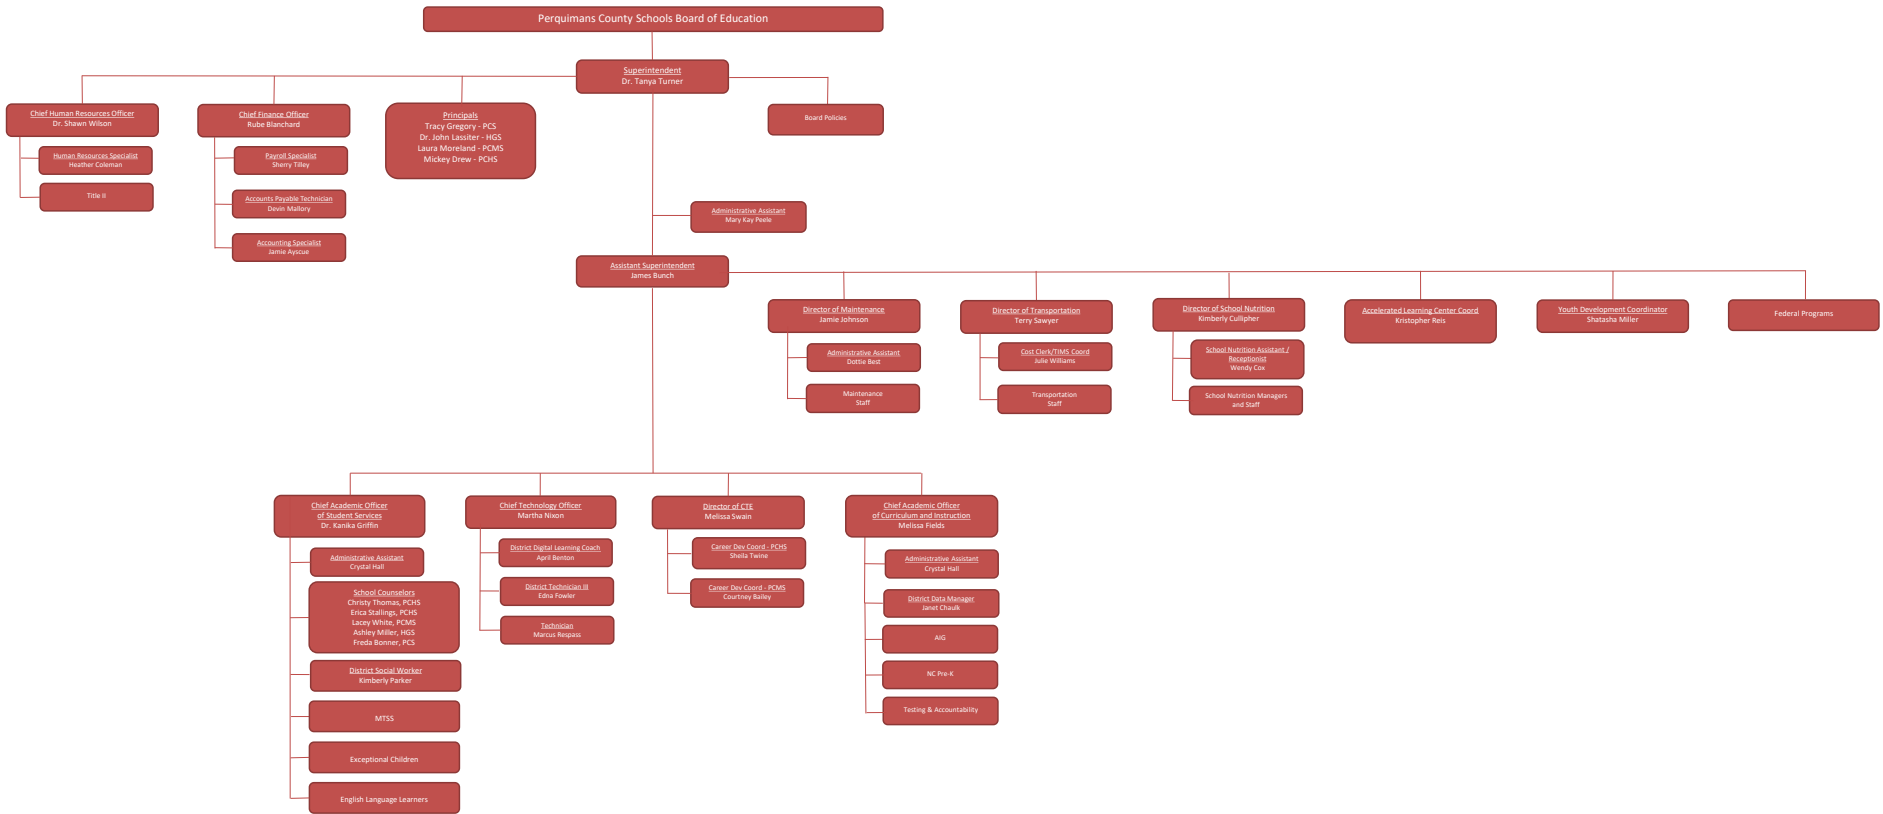 Perquimans County Schools Board of Education
Superintendent
Dr. Tanya Turner
Chief Human Resources Officer
Dr. Shawn Wilson
Human Resources Specialist
Heather Coleman
Title II
Chief Finance Officer
Rube Blanchard
Payroll Specialist
Sherry Tilley
Accounts Payable Technician
Devin Mallory
Accounting Specialist
Jamie Ayscue
Principals
Tracy Gregory - PCS
Dr. John Lassiter - HGS
Laura Moreland - PCMS
Mickey Drew - PCHS
Board Policies
Administrative Assistant
Mary Kay Peele
Assistant Superintendent
James Bunch
Director of Maintenance
Jamie Johnson
Administrative Assistant
Dottie Best
Maintenance
Staff
Director of Transportation
Terry Sawyer
Cost Clerk/TIMS Coord
Julie Williams
Transportation
Staff
Director of School Nutrition
Kimberly Cullipher
School Nutrition Assistant /
Receptionist
Wendy Cox
School Nutrition Managers
and Staff
Accelerated Learning Center Coord
Kristopher Reis
Youth Development Coordinator
Shatasha Miller
Federal Programs
Chief Academic Officer
of Student Services
Dr. Kanika Griffin
Administrative Assistant
Crystal Hall
School Counselors
Christy Thomas, PCHS
Erica Stallings, PCHS
Lacey White, PCMS
Ashley Miller, HGS
Freda Bonner, PCS
District Social Worker
Kimberly Parker
MTSS
Exceptional Children
English Language Learners
Chief Technology Officer
Martha Nixon
District Digital Learning Coach
April Benton
District Technician III
Edna Fowler
Technician
Marcus Respass
Director of CTE
Melissa Swain
Career Dev Coord - PCHS
Sheila Twine
Career Dev Coord - PCMS
Courtney Bailey
Chief Academic Officer
of Curriculum and Instruction
Melissa Fields
Administrative Assistant
Crystal Hall
District Data Manager
Janet Chaulk
AIG
NC Pre-K
Testing & Accountability